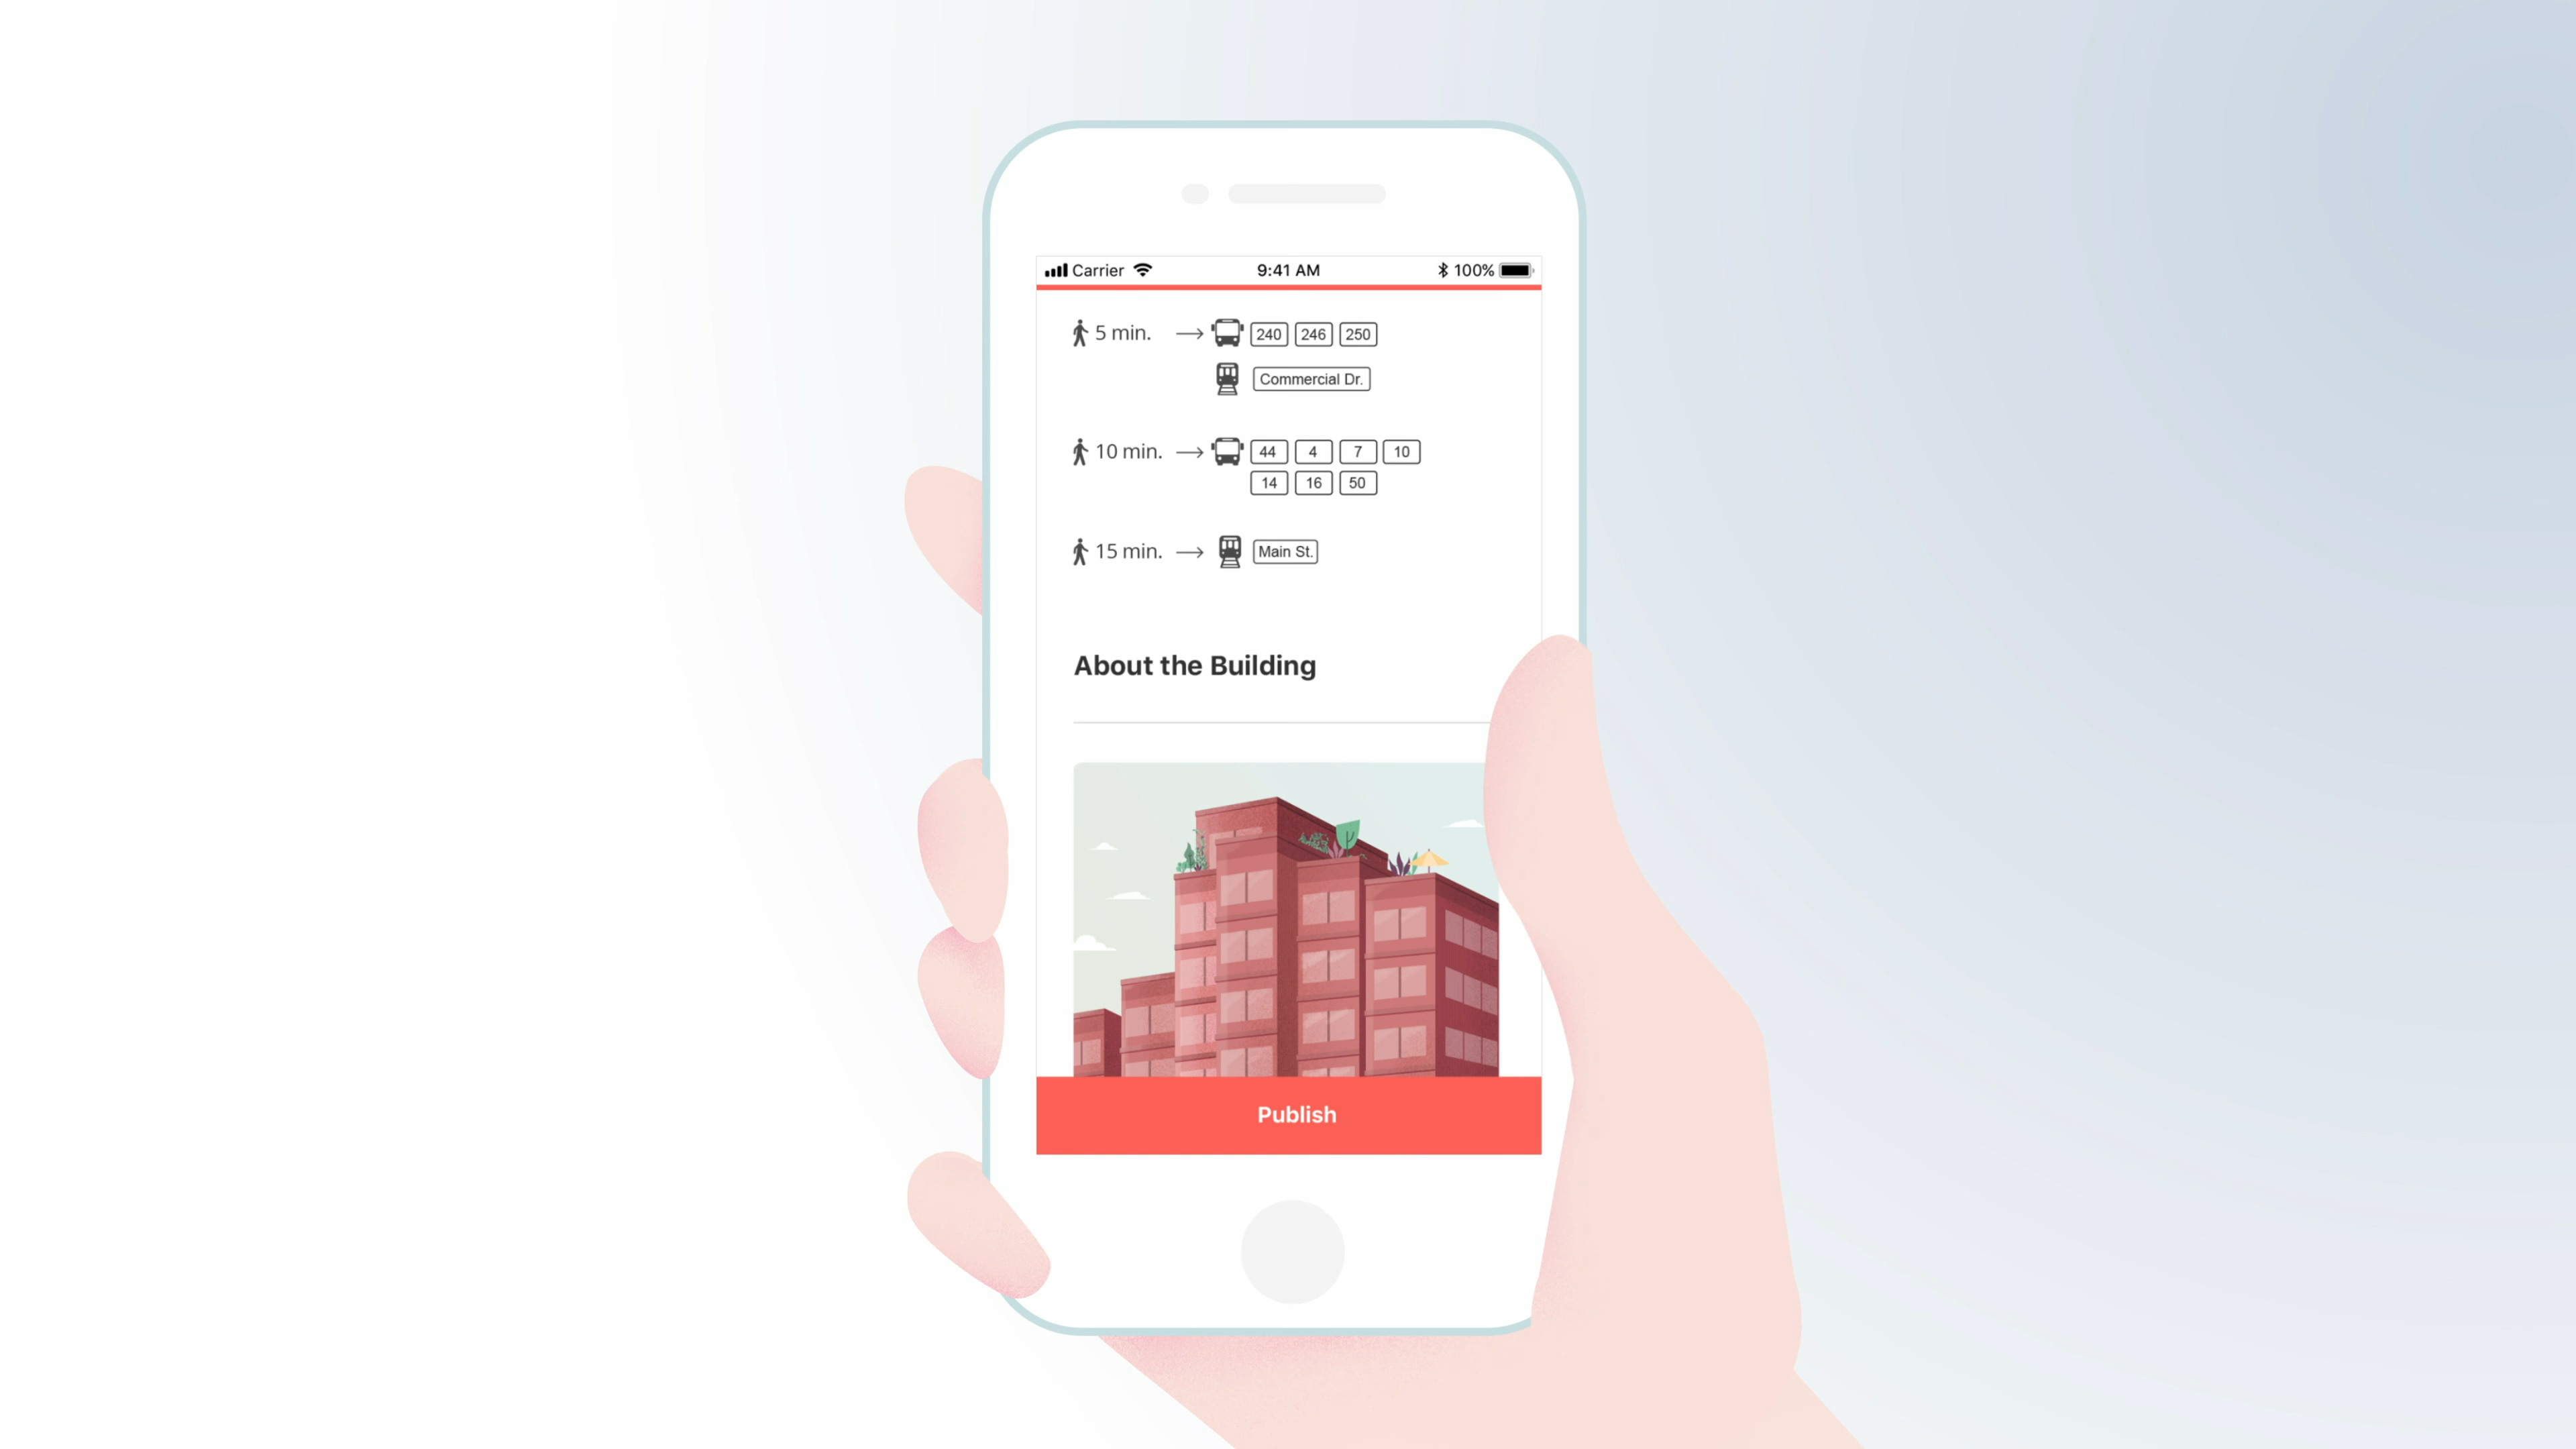 Carrier 9:41 AM 100%
5 min. 240 246 250
Commercial Dr.
10 min. 44 4 7 10
14 16 50
15 min. Main St.
About the Building
Publish